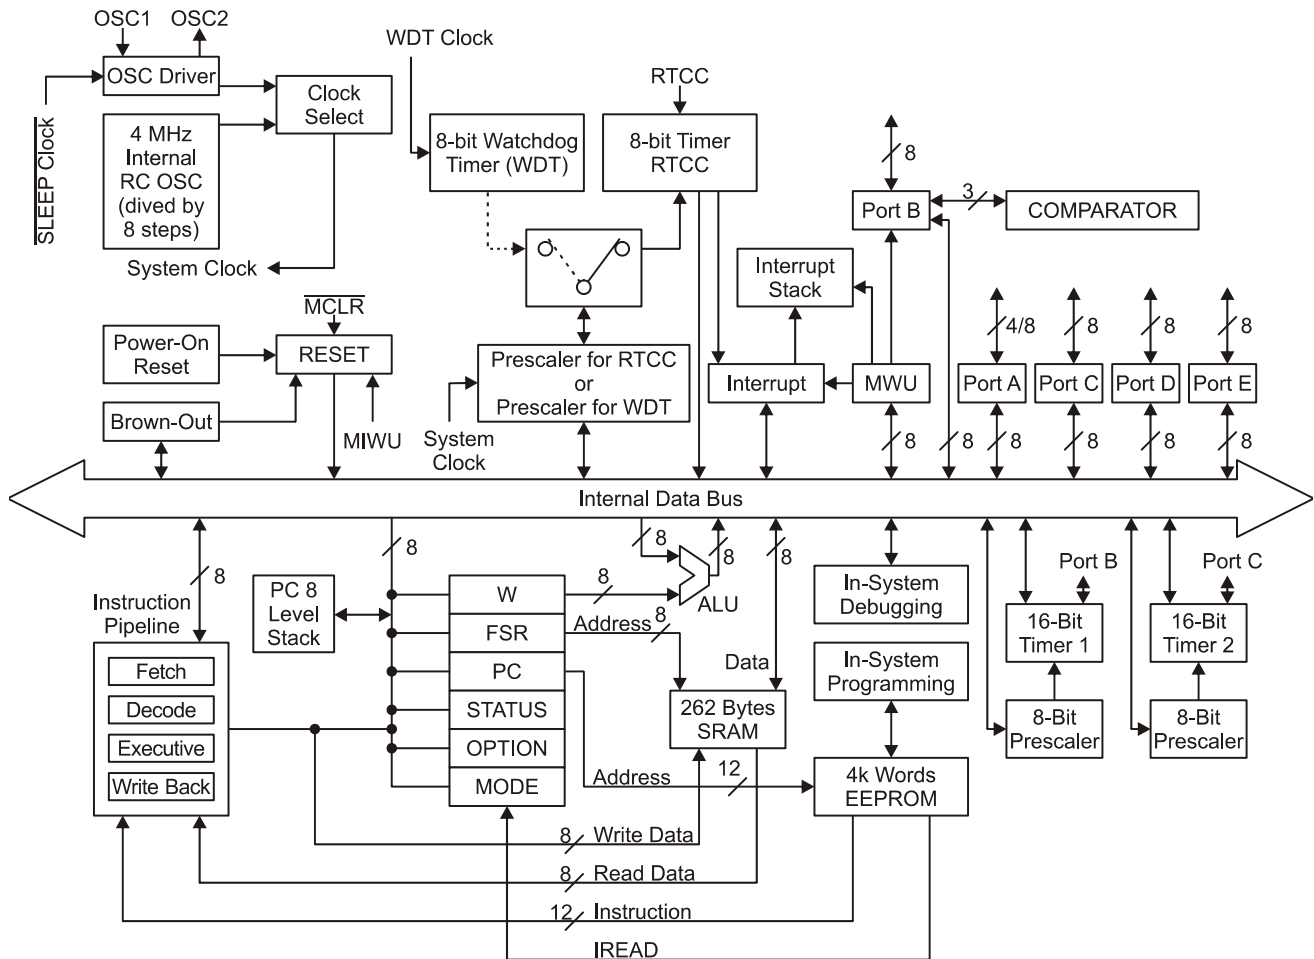 OSC1
OSC2
OSC Driver
SLEEP Clock
Clock
Select
4 MHz
Internal
RC OSC
(dived by
8 steps)
System Clock
WDT Clock
8-bit Watchdog
Timer (WDT)
RTCC
8-bit Timer
RTCC
8
Port B
3
COMPARATOR
Interrupt
Stack
MCLR
Power-On
Reset
RESET
Brown-Out
MIWU
Prescaler for RTCC
or
Prescaler for WDT
System
Clock
Interrupt
MWU
4/8
8
8
8
Port A
Port C
Port D
Port E
8
8
8
8
8
8
Internal Data Bus
8
Instruction
Pipeline
Fetch
Decode
Executive
Write Back
PC 8
Level
Stack
8
W
FSR
PC
STATUS
OPTION
MODE
8
8
8
8
ALU
Address
8
Data
262 Bytes
SRAM
In-System
Debugging
In-System
Programming
Address
12
4k Words
EEPROM
Port B
16-Bit
Timer 1
8-Bit
Prescaler
Port C
16-Bit
Timer 2
8-Bit
Prescaler
8
Write Data
8
Read Data
12
Instruction
IREAD